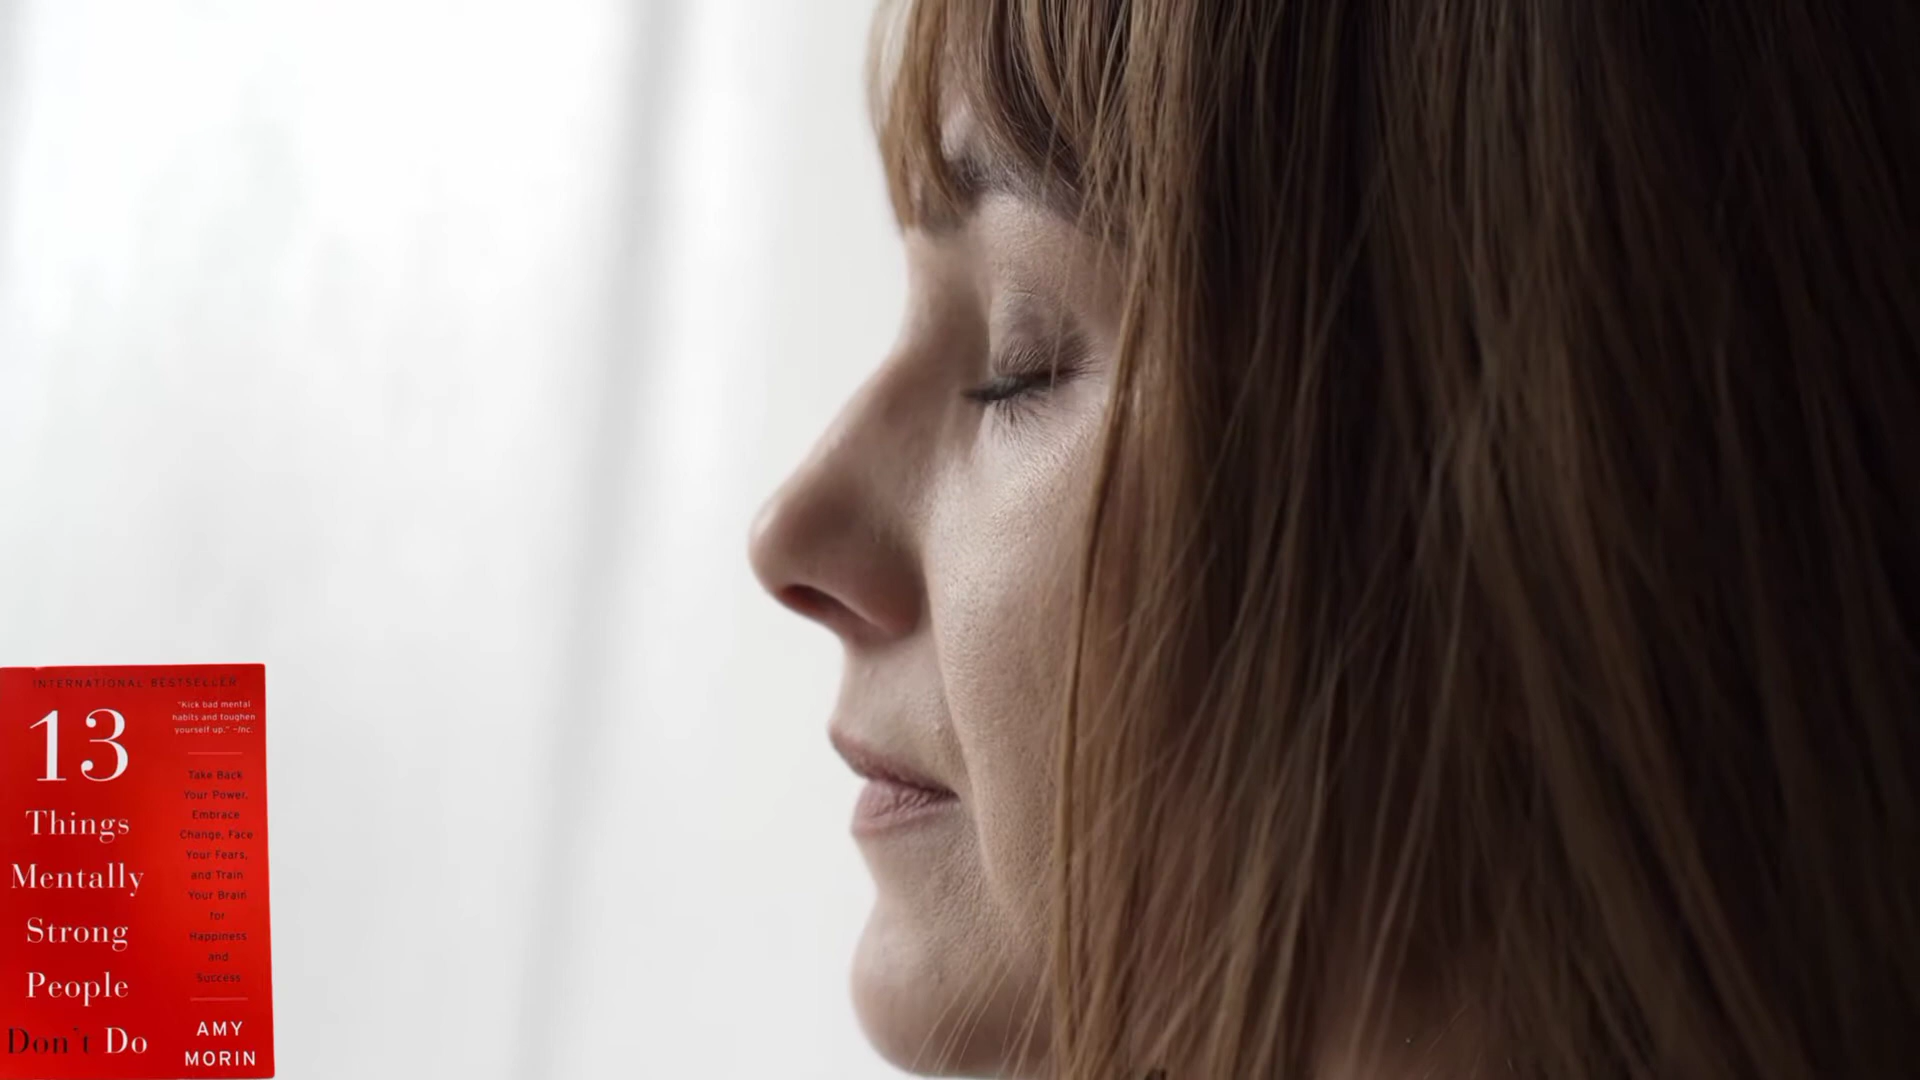 INTERNATIONAL BESTSELLER
13
Things
Mentally
Strong
People
Don't Do
"Kick bad mental
habits and toughen
yourself up." –Inc.
Take Back
Your Power,
Embrace
Change, Face
Your Fears,
and Train
Your Brain
for
Happiness
and
Success
AMY
MORIN